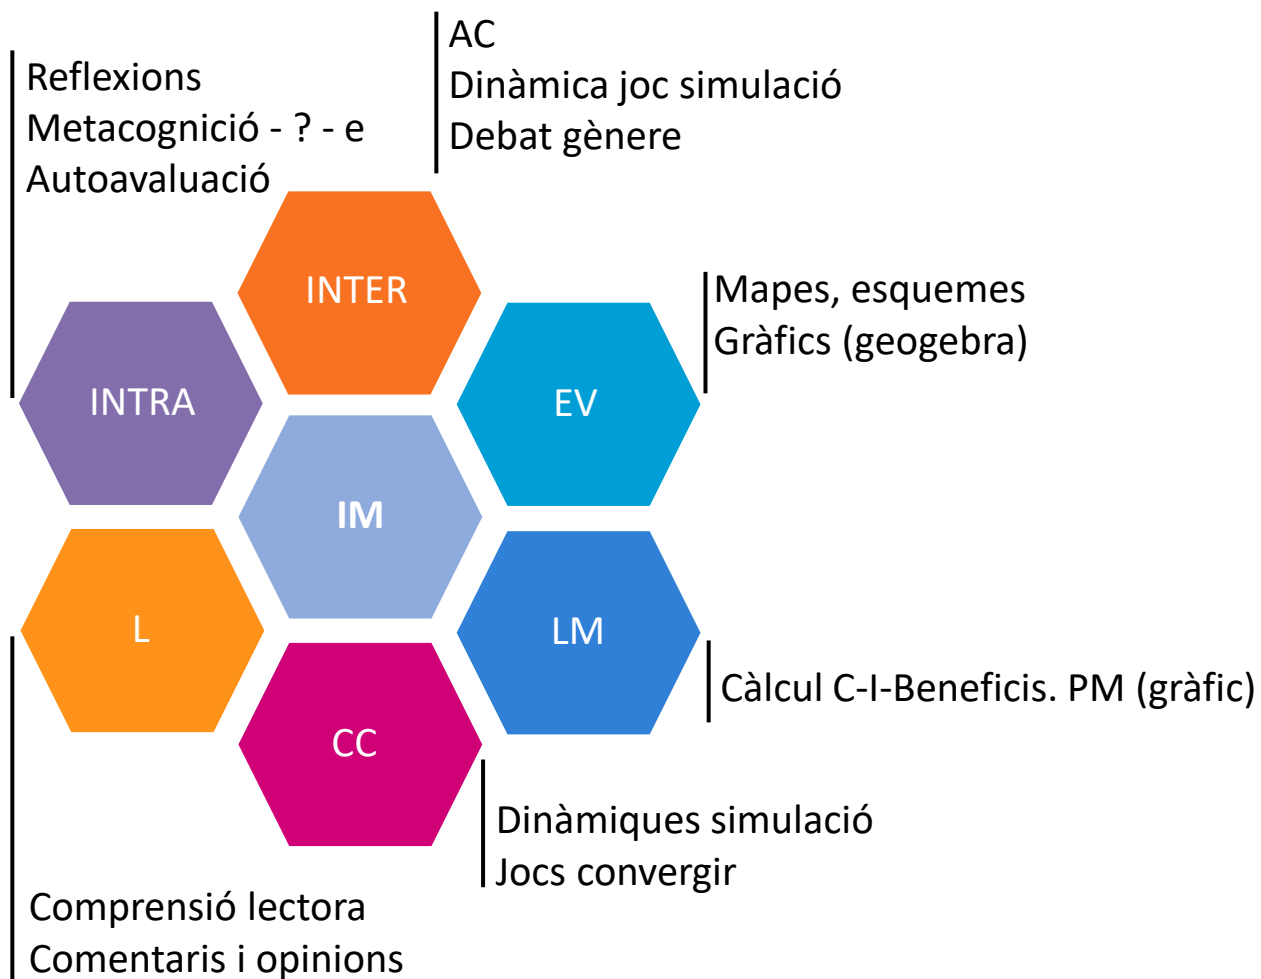 AC
Dinàmica joc simulació
Debat gènere
Reflexions
Metacognició - ? - e
Autoavaluació
INTER
Mapes, esquemes
Gràfics (geogebra)
INTRA
EV
IM
L
LM
Càlcul C-I-Beneficis. PM (gràfic)
CC
Dinàmiques simulació
Jocs convergir
Comprensió lectora
Comentaris i opinions